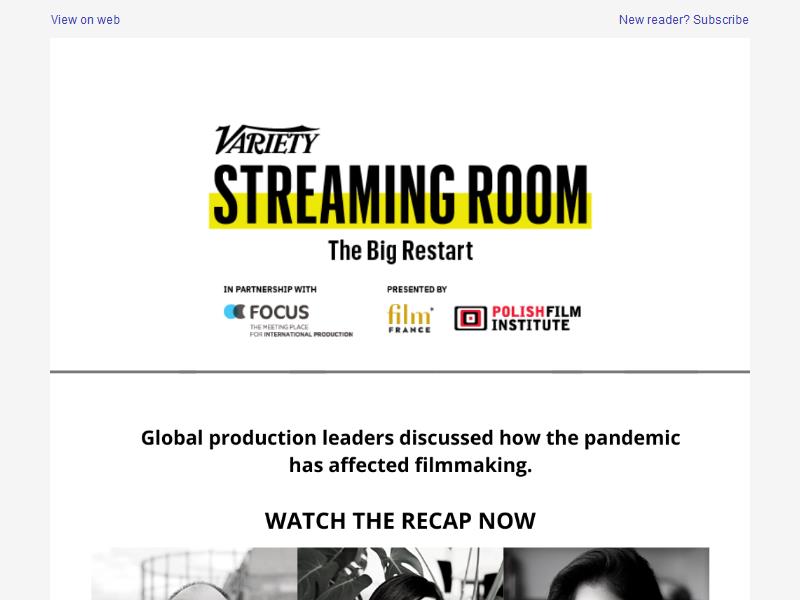 View on web
New reader? Subscribe
VARIETY
STREAMING ROOM
The Big Restart
IN PARTNERSHIP WITH
FOCUS
THE MEETING PLACE
FOR INTERNATIONAL PRODUCTION
PRESENTED BY
film
FRANCE
POLISHFILM
INSTITUTE
Global production leaders discussed how the pandemic
has affected filmmaking.
WATCH THE RECAP NOW